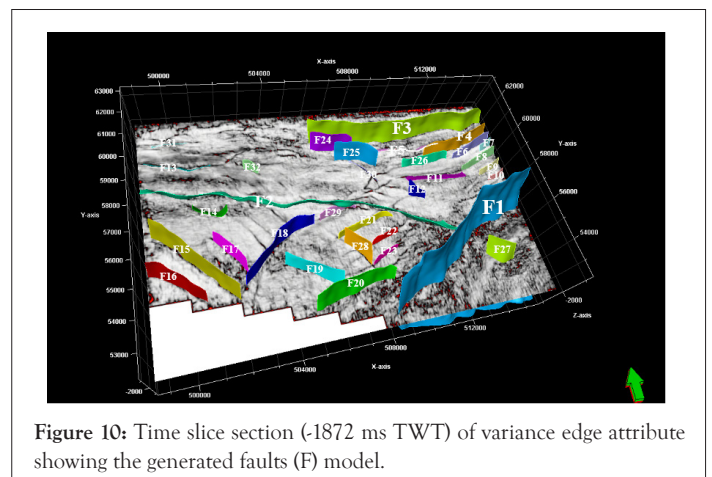 X-axis
500000 504000 508000 512000
63000 62000
62000 60000
61000 F31 F24 F3 F4 F7
60000 F25 F5 F6 F8 Y-axis
F13 F32 F26 F9 58000
59000 F11 F10
58000 F2 F12 F1 56000
Y-axis F14 F29
57000 F18 F21 F22 54000
56000 F15 F17 F28 F23 F27
F16 F19
55000 F20 -2000
54000 Z-axis
512000
53000 508000
X-axis
504000
-2000 500000
Figure 10: Time slice section (-1872 ms TWT) of variance edge attribute
showing the generated faults (F) model.